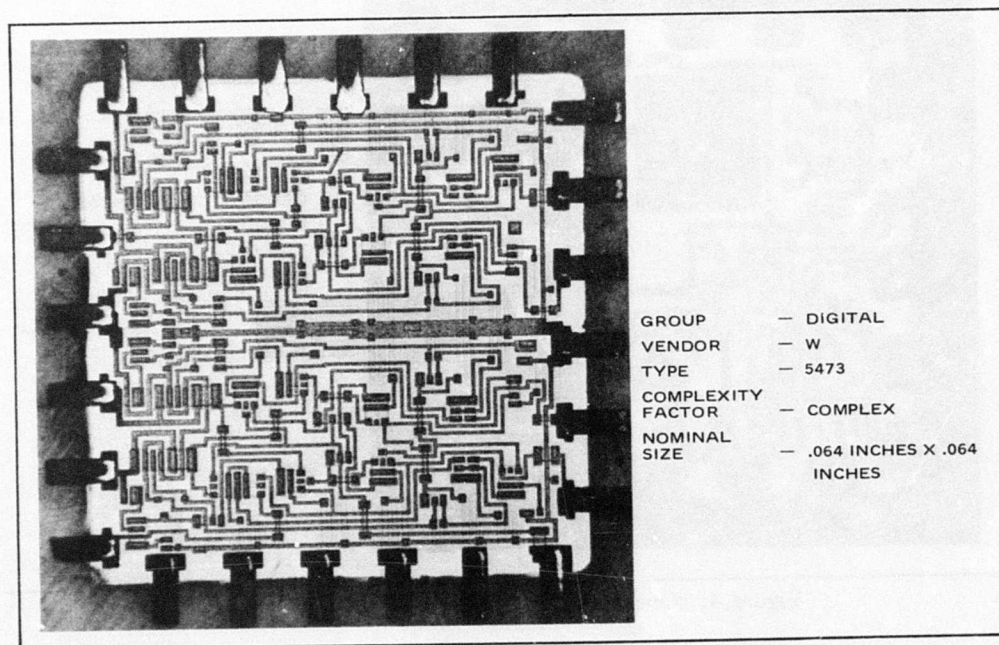 GROUP — DIGITAL
VENDOR — W
TYPE — 5473
COMPLEXITY
FACTOR — COMPLEX
NOMINAL
SIZE — .064 INCHES X .064
INCHES